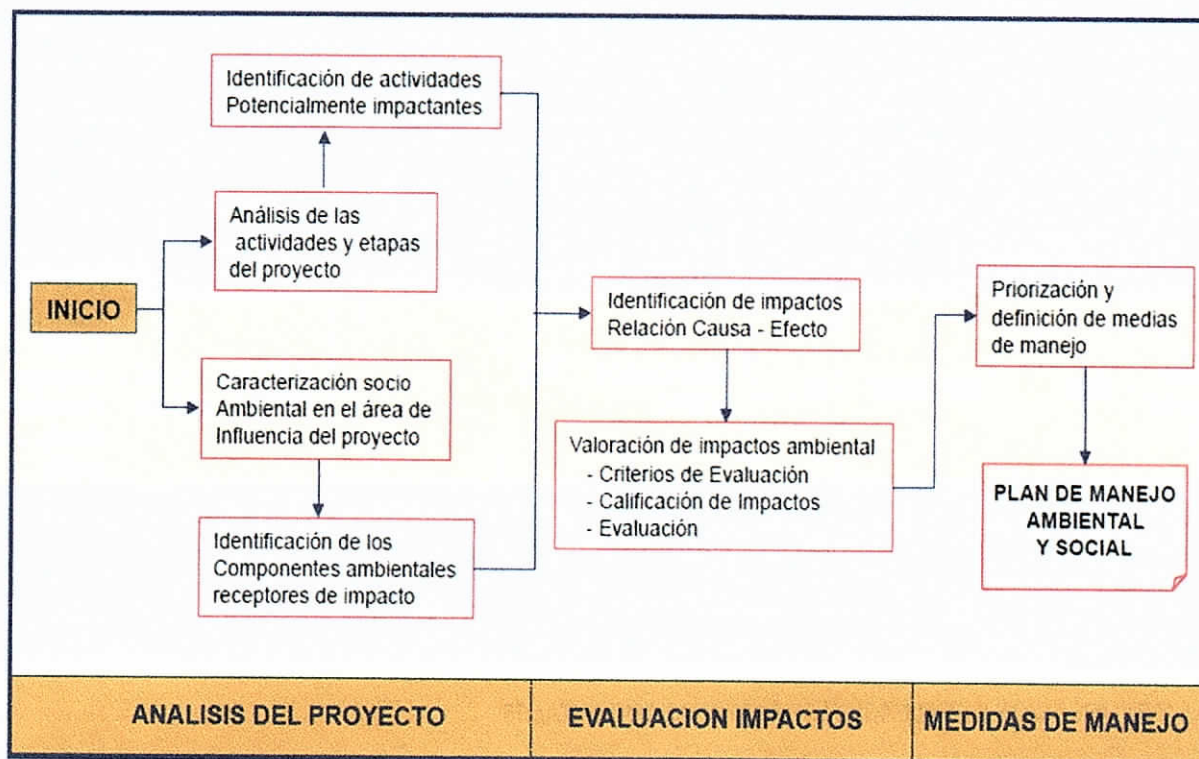 Identificación de actividades
Potencialmente impactantes
Análisis de las
actividades y etapas
del proyecto
INICIO
Caracterización socio
Ambiental en el área de
Influencia del proyecto
Identificación de los
Componentes ambientales
receptores de impacto
Identificación de impactos
Relación Causa - Efecto
Valoración de impactos ambiental
- Criterios de Evaluación
- Calificación de Impactos
- Evaluación
Priorización y
definición de medias
de manejo
PLAN DE MANEJO
AMBIENTAL
Y SOCIAL
ANALISIS DEL PROYECTO
EVALUACION IMPACTOS
MEDIDAS DE MANEJO